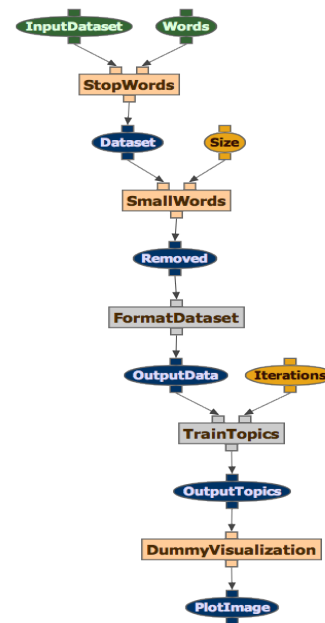 InputDataset Words
StopWords
Dataset Size
SmallWords
Removed
FormatDataset
OutputData Iterations
TrainTopics
OutputTopics
DummyVisualization
PlotImage